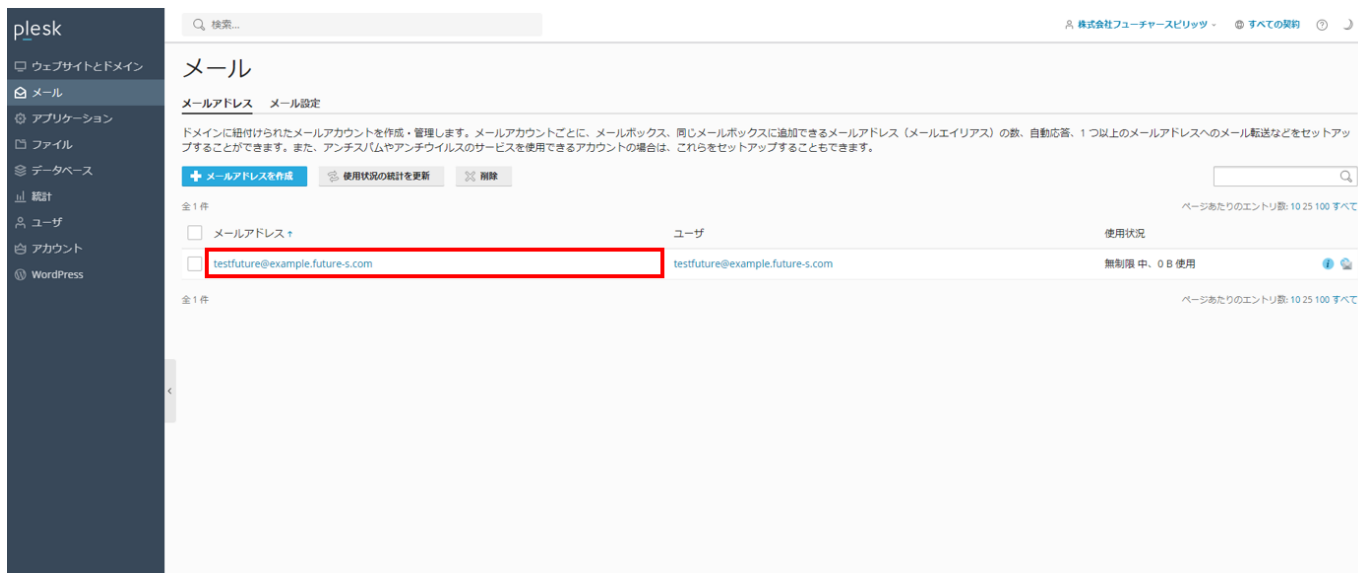 plesk
検索...
株式会社フューチャースピリッツ
すべての契約
ウェブサイトとドメイン
メール
アプリケーション
ファイル
データベース
統計
ユーザ
アカウント
WordPress
メール
メールアドレス メール設定
ドメインに紐付けられたメールアカウントを作成・管理します。メールアカウントごとに、メールボックス、同じメールボックスに追加できるメールアドレス（メールエイリアス）の数、自動応答、1 つ以上のメールアドレスへのメール転送などをセットアッ
プすることができます。また、アンチスパムやアンチウイルスのサービスを使用できるアカウントの場合は、これらをセットアップすることもできます。
メールアドレスを作成 使用状況の統計を更新 削除
全 1 件 ページあたりのエントリ数: 10 25 100 すべて
メールアドレス ↑ ユーザ 使用状況
testfuture@example.future-s.com testfuture@example.future-s.com 無制限 中、0 B 使用
全 1 件 ページあたりのエントリ数: 10 25 100 すべて